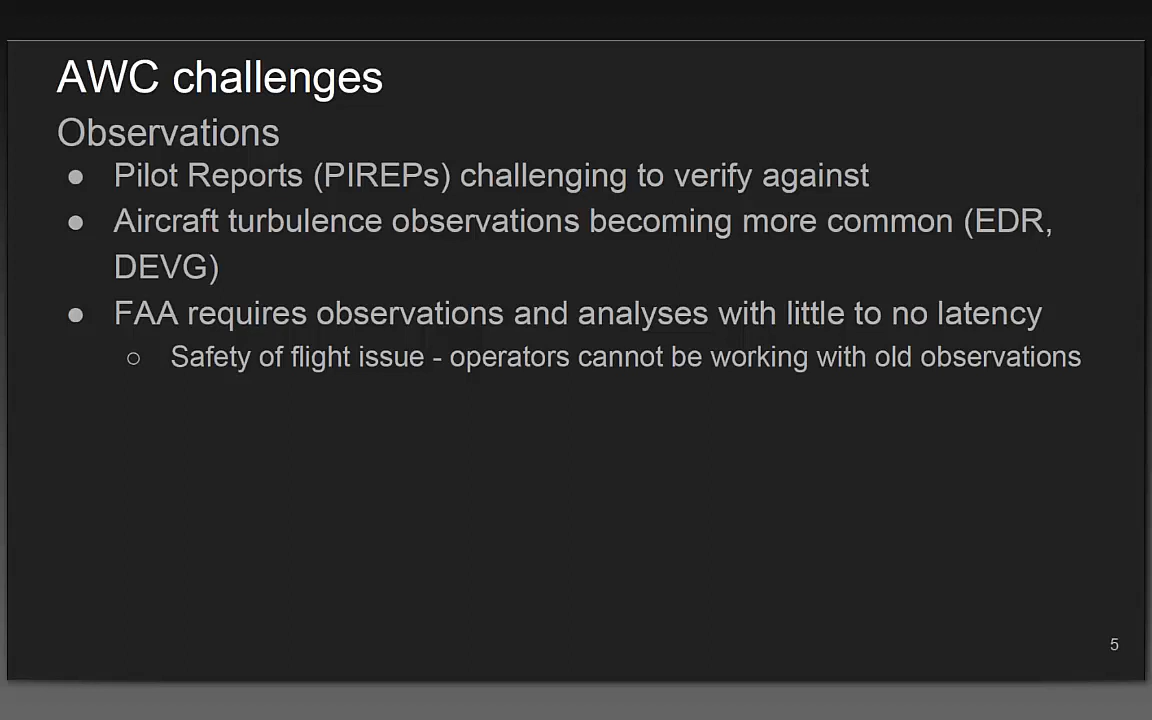 AWC challenges
Observations
● Pilot Reports (PIREPs) challenging to verify against
● Aircraft turbulence observations becoming more common (EDR,
DEVG)
● FAA requires observations and analyses with little to no latency
○ Safety of flight issue - operators cannot be working with old observations
5